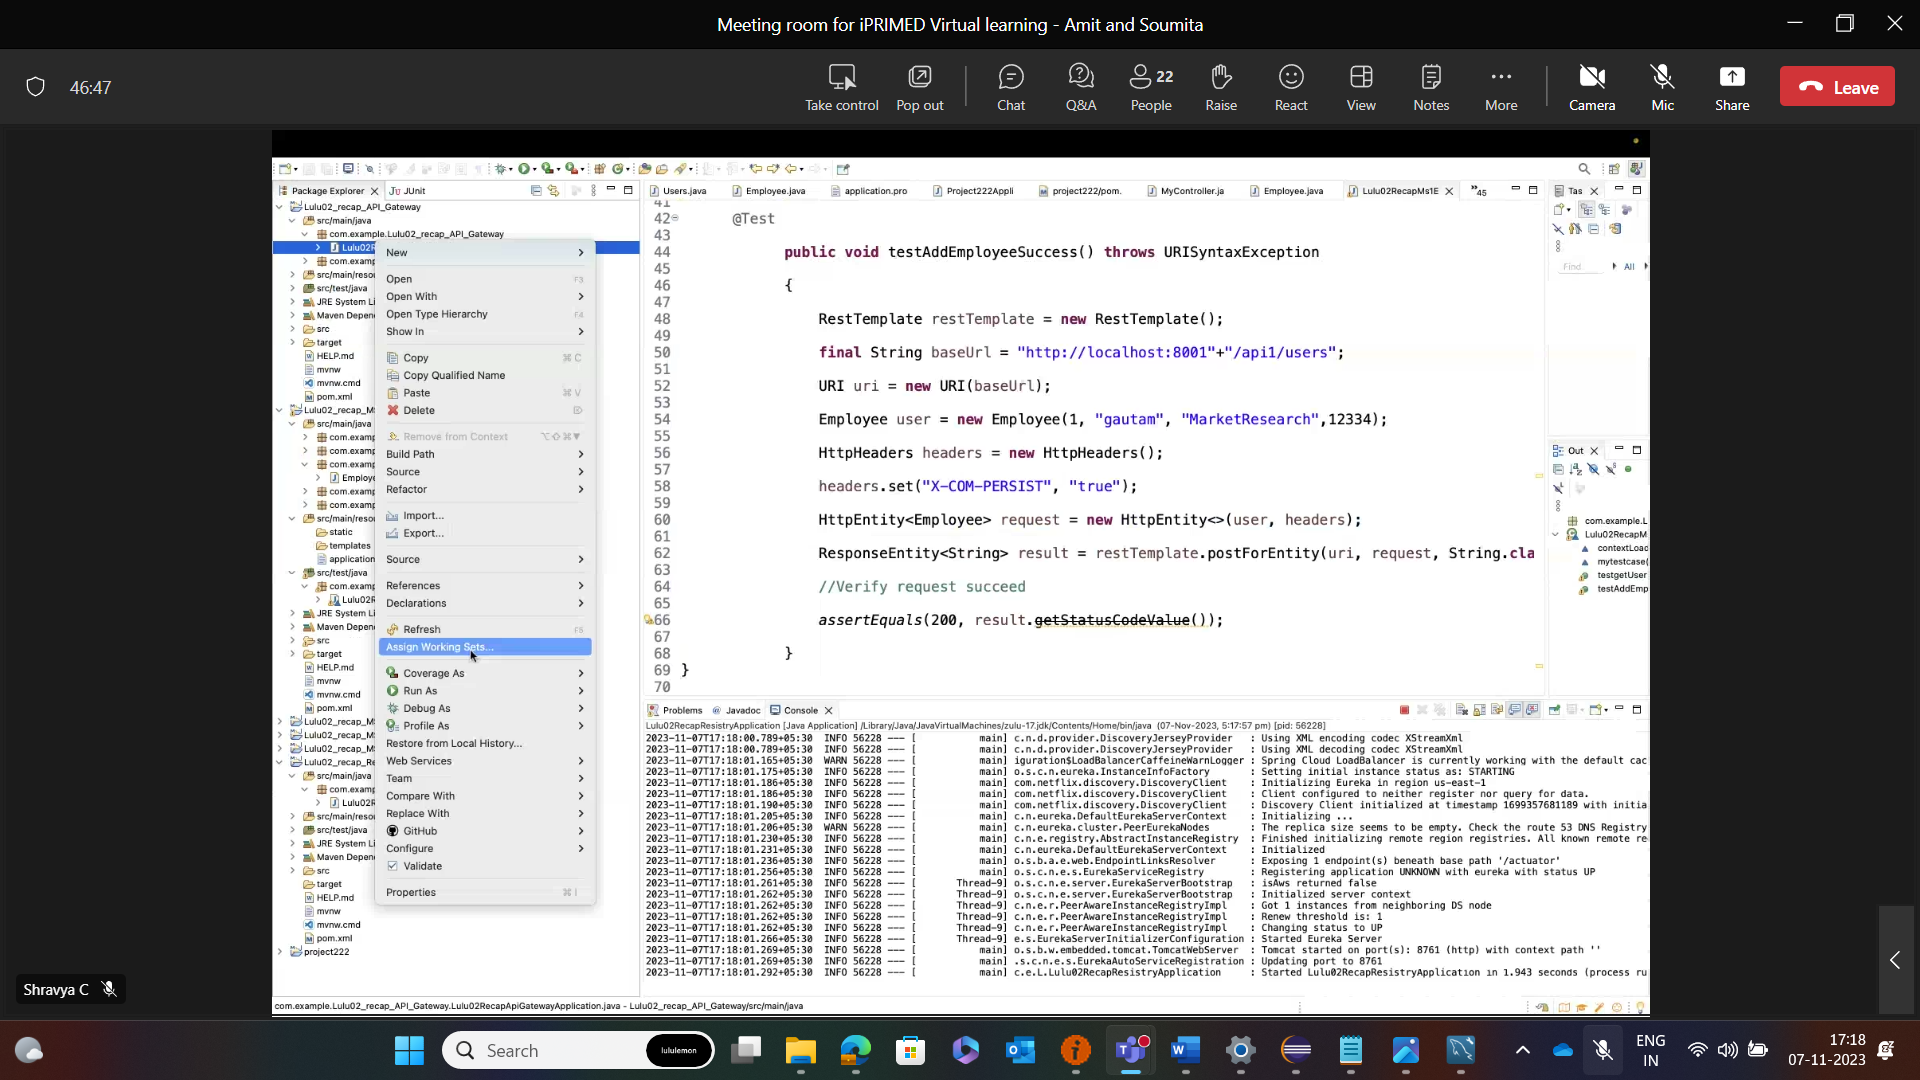 Meeting room for iPRIMED Virtual learning - Amit and Soumita
46:47
Take control
Pop out
Chat
Q&A
22
People
Raise
React
View
Notes
More
Camera
Mic
Share
Leave
Package Explorer
JUnit
Users.java
Employee.java
application.pro
Project222Appli
project222/pom.
MyController.ja
Employee.java
Lulu02RecapMs1E
"45
Tas
Lulu02_recap_API_Gateway
src/main/java
com.example.Lulu02_recap_API_Gateway
Lulu02R
com.examp
src/main/resou
src/test/java
JRE System Li
Maven Depend
src
target
HELP.md
mvnw
mvnw.cmd
pom.xml
Lulu02_recap_M
src/main/java
com.examp
com.examp
com.examp
Employe
com.examp
com.examp
src/main/resou
static
templates
application
src/test/java
com.examp
Lulu02R
JRE System Li
Maven Depend
src
target
HELP.md
mvnw
mvnw.cmd
pom.xml
Lulu02_recap_MS
Lulu02_recap_MS
Lulu02_recap_MS
Lulu02_recap_Re
src/main/java
com.examp
Lulu02R
src/main/resou
src/test/java
JRE System Li
Maven Depend
src
target
HELP.md
mvnw
mvnw.cmd
pom.xml
project222
New
Open F3
Open With
Open Type Hierarchy F4
Show In
Copy ⌘ C
Copy Qualified Name
Paste ⌘ V
Delete
Remove from Context
Build Path
Source
Refactor
Import...
Export...
Source
References
Declarations
Refresh F5
Assign Working Sets...
Coverage As
Run As
Debug As
Profile As
Restore from Local History...
Web Services
Team
Compare With
Replace With
GitHub
Configure
Validate
Properties ⌘ I
41
42 @Test
43
44 public void testAddEmployeeSuccess() throws URISyntaxException
45
46 {
47
48 RestTemplate restTemplate = new RestTemplate();
49
50 final String baseUrl = "http://localhost:8001"+"/api1/users";
51
52 URI uri = new URI(baseUrl);
53
54 Employee user = new Employee(1, "gautam", "MarketResearch",12334);
55
56 HttpHeaders headers = new HttpHeaders();
57
58 headers.set("X-COM-PERSIST", "true");
59
60 HttpEntity<Employee> request = new HttpEntity<>(user, headers);
61
62 ResponseEntity<String> result = restTemplate.postForEntity(uri, request, String.cla
63
64 //Verify request succeed
65
66 assertEquals(200, result.getStatusCodeValue());
67
68 }
69 }
70
Find
All
Out
com.example.L
Lulu02RecapM
contextLoad
mytestcase(
testgetUser
testAddEmp
Problems
Javadoc
Console
Lulu02RecapResistryApplication [Java Application] /Library/Java/JavaVirtualMachines/zulu-17.jdk/Contents/Home/bin/java (07-Nov-2023, 5:17:57 pm) [pid: 56228]
2023-11-07T17:18:00.789+05:30 INFO 56228 --- [ main] c.n.d.provider.DiscoveryJerseyProvider : Using XML encoding codec XStreamXml
2023-11-07T17:18:00.789+05:30 INFO 56228 --- [ main] c.n.d.provider.DiscoveryJerseyProvider : Using XML decoding codec XStreamXml
2023-11-07T17:18:01.165+05:30 WARN 56228 --- [ main] iguration$LoadBalancerCaffeineWarnLogger : Spring Cloud LoadBalancer is currently working with the default cac
2023-11-07T17:18:01.175+05:30 INFO 56228 --- [ main] o.s.c.n.eureka.InstanceInfoFactory : Setting initial instance status as: STARTING
2023-11-07T17:18:01.186+05:30 INFO 56228 --- [ main] com.netflix.discovery.DiscoveryClient : Initializing Eureka in region us-east-1
2023-11-07T17:18:01.186+05:30 INFO 56228 --- [ main] com.netflix.discovery.DiscoveryClient : Client configured to neither register nor query for data.
2023-11-07T17:18:01.190+05:30 INFO 56228 --- [ main] com.netflix.discovery.DiscoveryClient : Discovery Client initialized at timestamp 1699357681189 with initia
2023-11-07T17:18:01.205+05:30 INFO 56228 --- [ main] c.n.eureka.DefaultEurekaServerContext : Initializing ...
2023-11-07T17:18:01.206+05:30 WARN 56228 --- [ main] c.n.eureka.cluster.PeerEurekaNodes : The replica size seems to be empty. Check the route 53 DNS Registry
2023-11-07T17:18:01.230+05:30 INFO 56228 --- [ main] c.n.e.registry.AbstractInstanceRegistry : Finished initializing remote region registries. All known remote re
2023-11-07T17:18:01.231+05:30 INFO 56228 --- [ main] c.n.eureka.DefaultEurekaServerContext : Initialized
2023-11-07T17:18:01.236+05:30 INFO 56228 --- [ main] o.s.b.a.e.web.EndpointLinksResolver : Exposing 1 endpoint(s) beneath base path '/actuator'
2023-11-07T17:18:01.256+05:30 INFO 56228 --- [ main] o.s.c.n.e.s.EurekaServiceRegistry : Registering application UNKNOWN with eureka with status UP
2023-11-07T17:18:01.261+05:30 INFO 56228 --- [ Thread-9] o.s.c.n.e.server.EurekaServerBootstrap : isAws returned false
2023-11-07T17:18:01.262+05:30 INFO 56228 --- [ Thread-9] o.s.c.n.e.server.EurekaServerBootstrap : Initialized server context
2023-11-07T17:18:01.262+05:30 INFO 56228 --- [ Thread-9] c.n.e.r.PeerAwareInstanceRegistryImpl : Got 1 instances from neighboring DS node
2023-11-07T17:18:01.262+05:30 INFO 56228 --- [ Thread-9] c.n.e.r.PeerAwareInstanceRegistryImpl : Renew threshold is: 1
2023-11-07T17:18:01.262+05:30 INFO 56228 --- [ Thread-9] c.n.e.r.PeerAwareInstanceRegistryImpl : Changing status to UP
2023-11-07T17:18:01.266+05:30 INFO 56228 --- [ Thread-9] e.s.EurekaServerInitializerConfiguration : Started Eureka Server
2023-11-07T17:18:01.269+05:30 INFO 56228 --- [ main] o.s.b.w.embedded.tomcat.TomcatWebServer : Tomcat started on port(s): 8761 (http) with context path ''
2023-11-07T17:18:01.269+05:30 INFO 56228 --- [ main] .s.c.n.e.s.EurekaAutoServiceRegistration : Updating port to 8761
2023-11-07T17:18:01.292+05:30 INFO 56228 --- [ main] c.e.L.Lulu02RecapResistryApplication : Started Lulu02RecapResistryApplication in 1.943 seconds (process ru
com.example.Lulu02_recap_API_Gateway.Lulu02RecapApiGatewayApplication.java - Lulu02_recap_API_Gateway/src/main/java
Shravya C
Search
lululemon
ENG
IN
17:18
07-11-2023